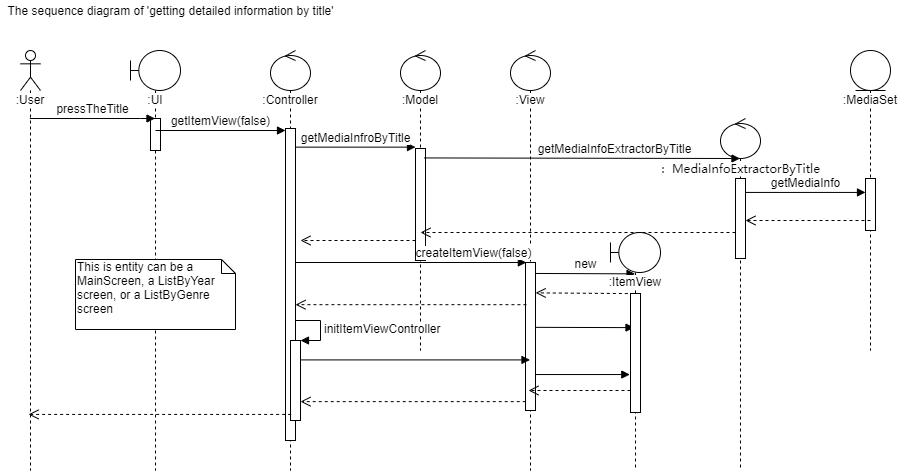 The sequence diagram of 'getting detailed information by title'
:User
:UI
:Controller
:Model
:View
:MediaSet
pressTheTitle
getItemView(false)
getMediaInfroByTitle
getMediaInfoExtractorByTitle
: MediaInfoExtractorByTitle
getMediaInfo
createItemView(false)
new
:ItemView
This is entity can be a
MainScreen, a ListByYear
screen, or a ListByGenre
screen
initItemViewController